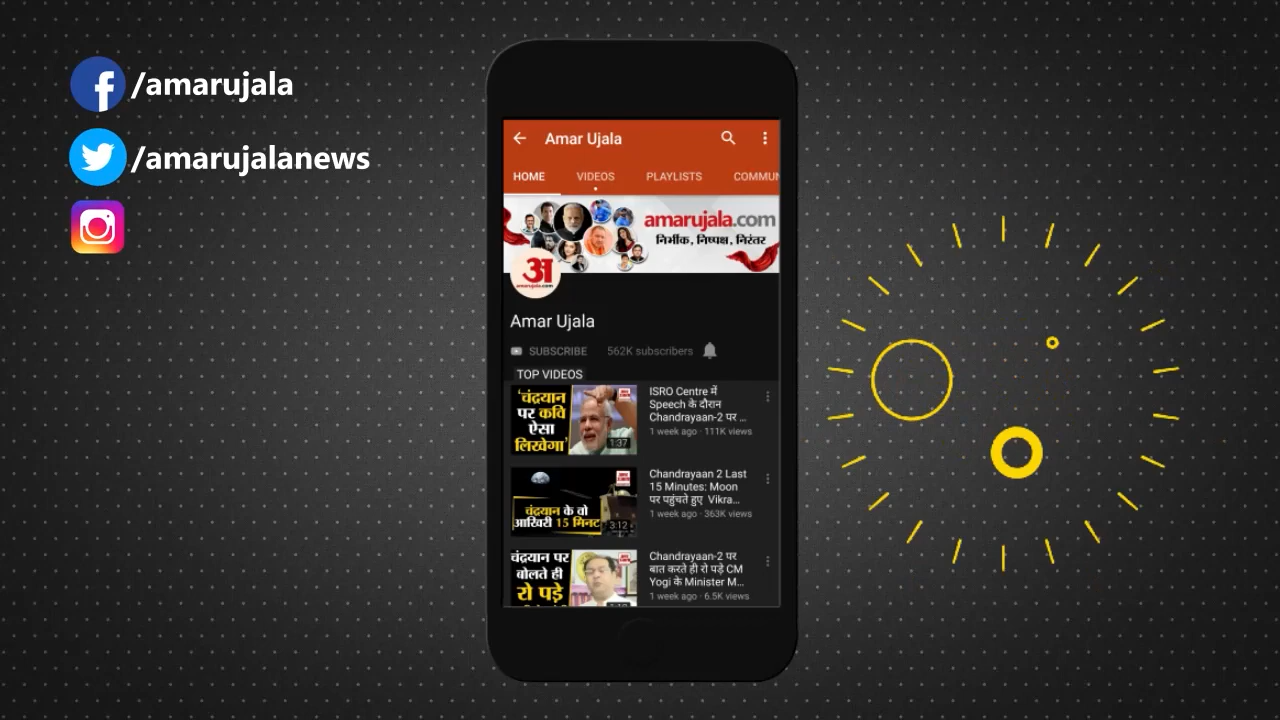 /amarujala
/amarujalanews
Amar Ujala
HOME VIDEOS PLAYLISTS COMMUN
amarujala.com
निर्भीक, निष्पक्ष, निरंतर
अ
amarujala.com
Amar Ujala
SUBSCRIBE 562K subscribers
TOP VIDEOS
'चंद्रयान
पर कवि
ऐसा
लिखेगा'
1:37
ISRO Centre में
Speech के दौरान
Chandrayaan-2 पर ...
1 week ago · 111K views
चंद्रयान के वो
आखिरी 15 मिनट
3:12
Chandrayaan 2 Last
15 Minutes: Moon
पर पहुंचते हुए Vikra...
1 week ago · 363K views
चंद्रयान पर
बोलते ही
रो पड़े
Chandrayaan-2 पर
बात करते ही रो पड़े CM
Yogi के Minister M...
1 week ago · 6.5K views